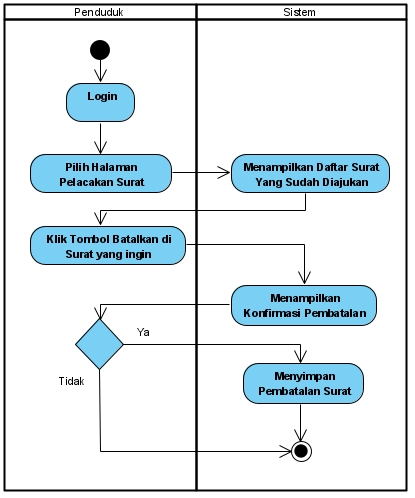 Penduduk
Sistem
Login
Pilih Halaman
Pelacakan Surat
Menampilkan Daftar Surat
Yang Sudah Diajukan
Klik Tombol Batalkan di
Surat yang ingin
Menampilkan
Konfirmasi Pembatalan
Ya
Tidak
Menyimpan
Pembatalan Surat